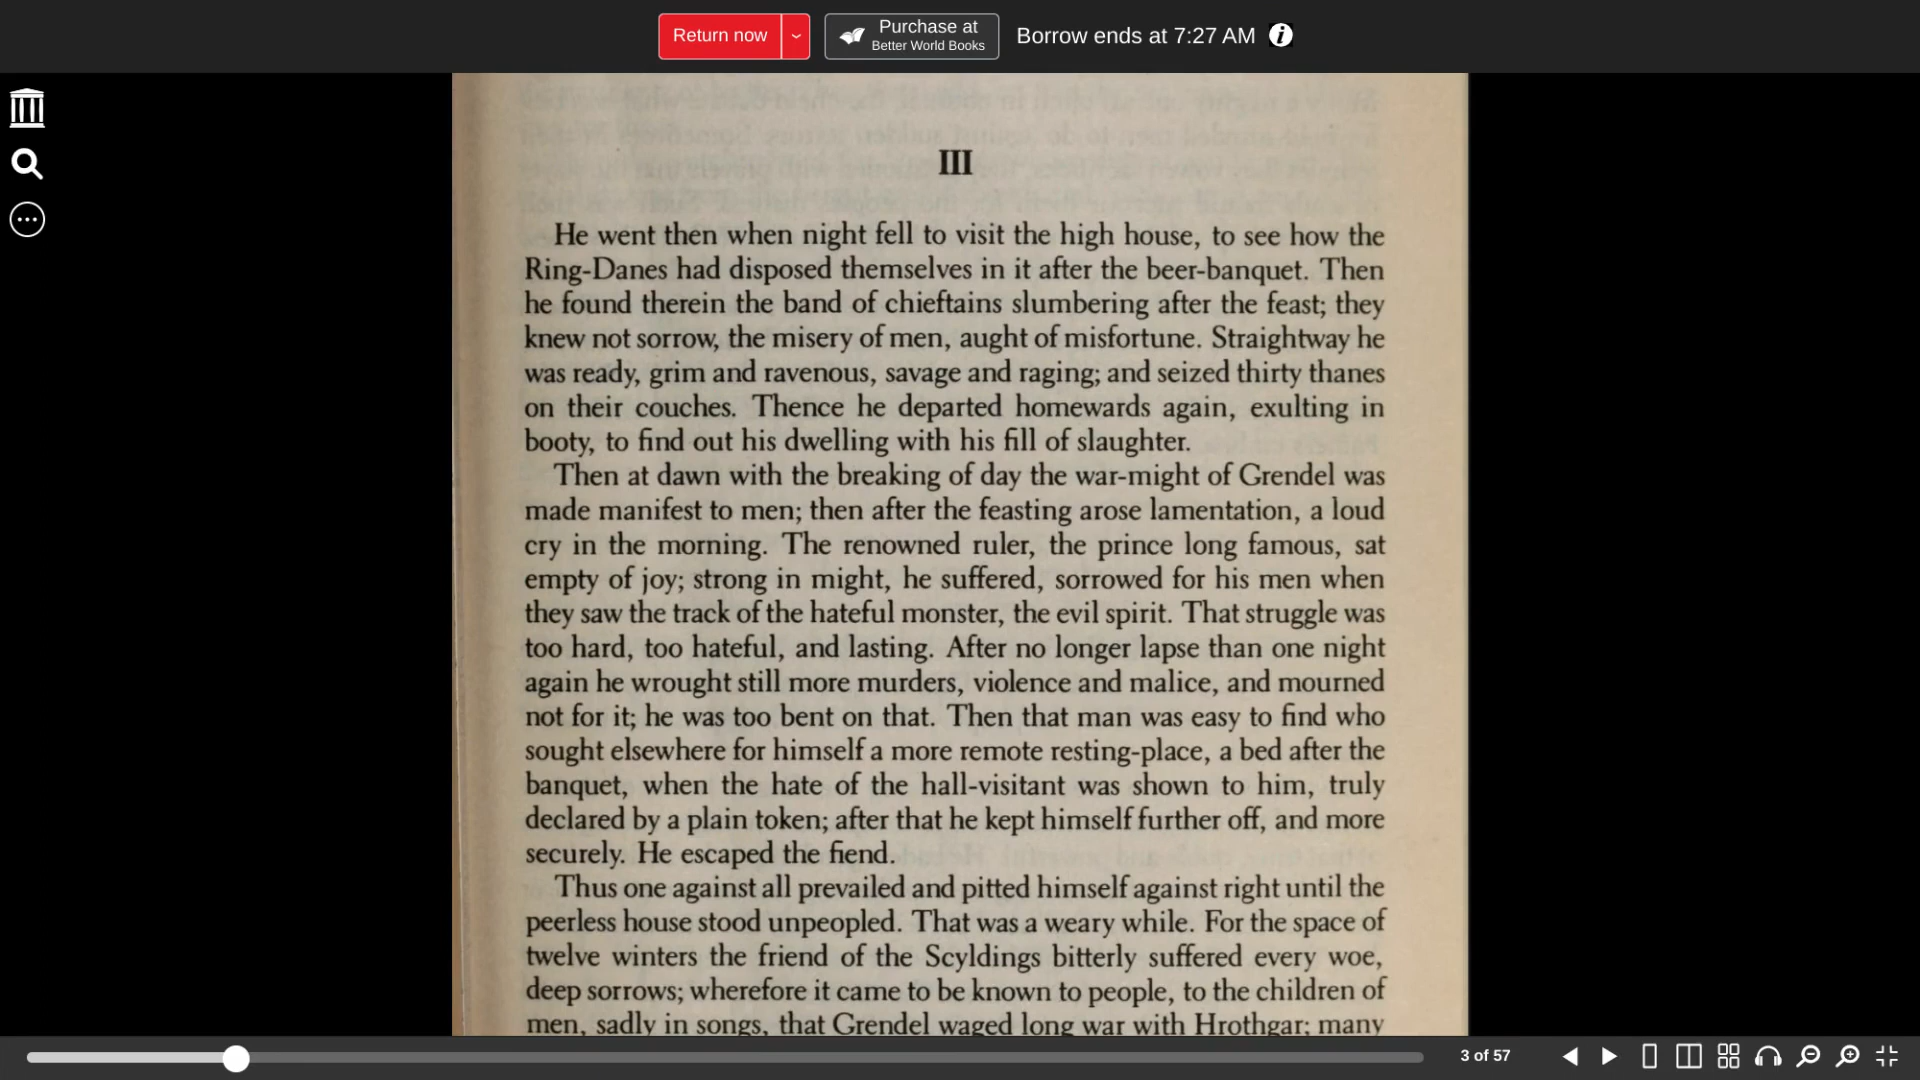 Return now
Purchase at
Better World Books
Borrow ends at 7:27 AM
III
He went then when night fell to visit the high house, to see how the
Ring-Danes had disposed themselves in it after the beer-banquet. Then
he found therein the band of chieftains slumbering after the feast; they
knew not sorrow, the misery of men, aught of misfortune. Straightway he
was ready, grim and ravenous, savage and raging; and seized thirty thanes
on their couches. Thence he departed homewards again, exulting in
booty, to find out his dwelling with his fill of slaughter.
Then at dawn with the breaking of day the war-might of Grendel was
made manifest to men; then after the feasting arose lamentation, a loud
cry in the morning. The renowned ruler, the prince long famous, sat
empty of joy; strong in might, he suffered, sorrowed for his men when
they saw the track of the hateful monster, the evil spirit. That struggle was
too hard, too hateful, and lasting. After no longer lapse than one night
again he wrought still more murders, violence and malice, and mourned
not for it; he was too bent on that. Then that man was easy to find who
sought elsewhere for himself a more remote resting-place, a bed after the
banquet, when the hate of the hall-visitant was shown to him, truly
declared by a plain token; after that he kept himself further off, and more
securely. He escaped the fiend.
Thus one against all prevailed and pitted himself against right until the
peerless house stood unpeopled. That was a weary while. For the space of
twelve winters the friend of the Scyldings bitterly suffered every woe,
deep sorrows; wherefore it came to be known to people, to the children of
men, sadly in songs, that Grendel waged long war with Hrothgar; many
3 of 57